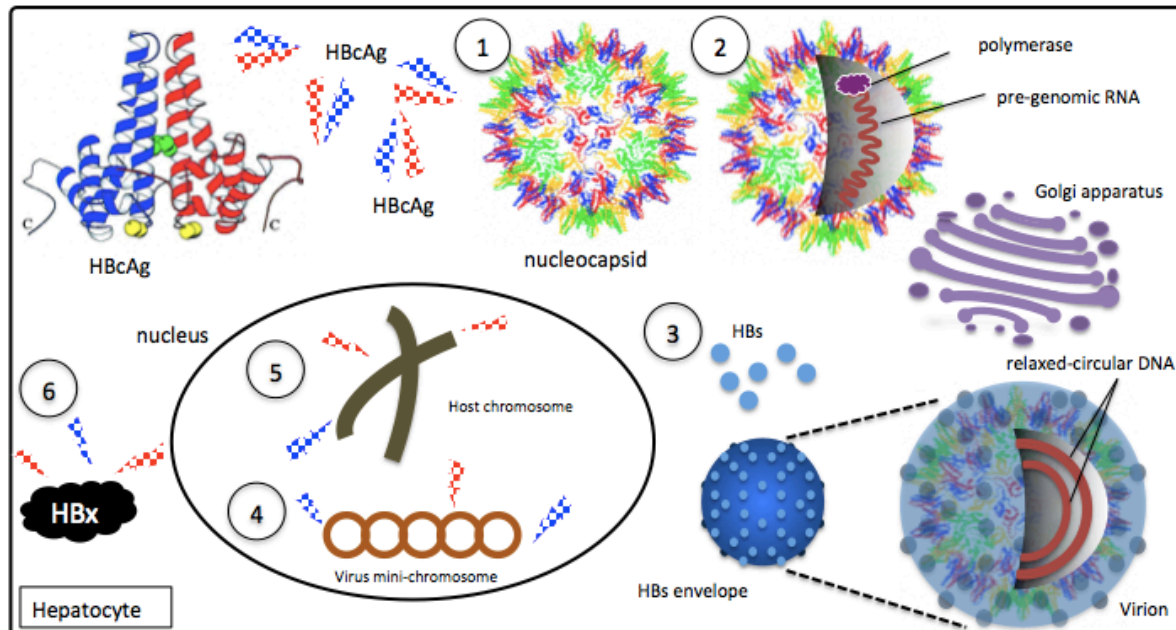 HBcAg
1
2
polymerase
pre-genomic RNA
C
C
HBcAg
HBcAg
nucleocapsid
Golgi apparatus
nucleus
3
HBs
relaxed-circular DNA
5
6
Host chromosome
HBx
4
Virus mini-chromosome
HBs envelope
Virion
Hepatocyte